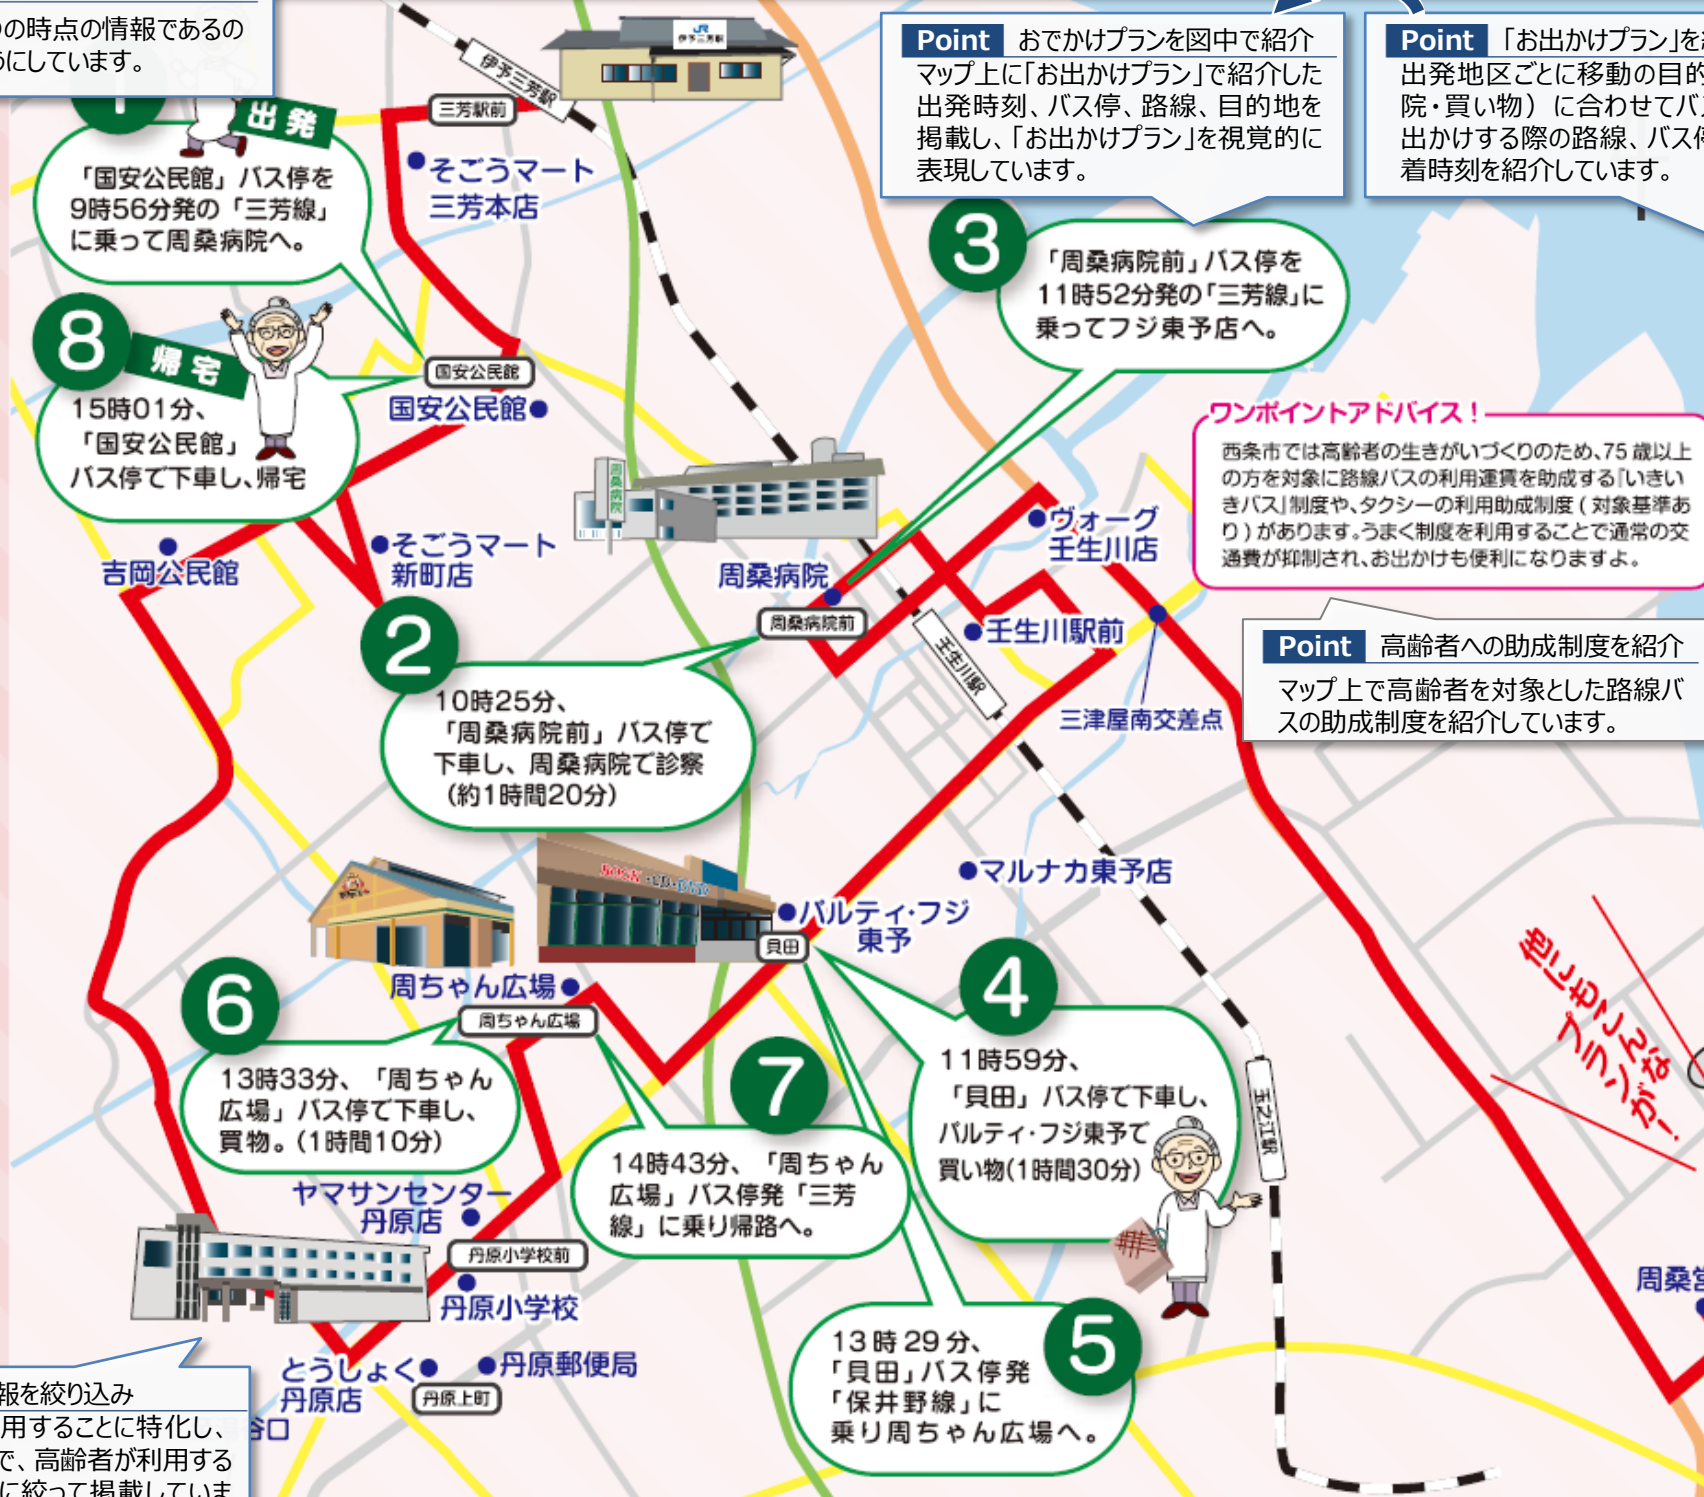 の時点の情報であるの
うにしています。
JR
伊予三芳駅
伊予三芳駅
三芳駅前
Point おでかけプランを図中で紹介
マップ上に「お出かけプラン」で紹介した
出発時刻、バス停、路線、目的地を
掲載し、「お出かけプラン」を視覚的に
表現しています。
Point 「お出かけプラン」を
出発地区ごとに移動の目的
院・買い物）に合わせてバ
出かけする際の路線、バス停
着時刻を紹介しています。
1
出発
「国安公民館」バス停を
9時56分発の「三芳線」
に乗って周桑病院へ。
そごうマート
三芳本店
3
「周桑病院前」バス停を
11時52分発の「三芳線」に
乗ってフジ東予店へ。
8
帰宅
15時01分、
「国安公民館」
バス停で下車し、帰宅
国安公民館
国安公民館
ワンポイントアドバイス！
西条市では高齢者の生きがいづくりのため、75歳以上
の方を対象に路線バスの利用運賃を助成する「いきい
きバス」制度や、タクシーの利用助成制度(対象基準あ
り)があります。うまく制度を利用することで通常の交
通費が抑制され、お出かけも便利になりますよ。
周桑病院
吉岡公民館
そごうマート
新町店
周桑病院
周桑病院前
ヴォーグ
壬生川店
壬生川駅前
壬生川駅
三津屋南交差点
Point 高齢者への助成制度を紹介
マップ上で高齢者を対象とした路線バ
スの助成制度を紹介しています。
2
10時25分、
「周桑病院前」バス停で
下車し、周桑病院で診察
(約1時間20分)
マルナカ東予店
BOOK・CD・DVD
パルティ・フジ
東予
貝田
周ちゃん広場
周ちゃん広場
6
13時33分、「周ちゃん
広場」バス停で下車し、
買物。(1時間10分)
7
14時43分、「周ちゃん
広場」バス停発「三芳
線」に乗り帰路へ。
4
11時59分、
「貝田」バス停で下車し、
パルティ・フジ東予で
買い物(1時間30分)
玉之江駅
他にもこんな
プランが！
ヤマサンセンター
丹原店
丹原小学校前
丹原小学校
周桑営
5
13時29分、
「貝田」バス停発
「保井野線」に
乗り周ちゃん広場へ。
とうしょく
丹原店
丹原郵便局
丹原上町
谷口
報を絞り込み
用することに特化し、
で、高齢者が利用する
に絞って掲載していま